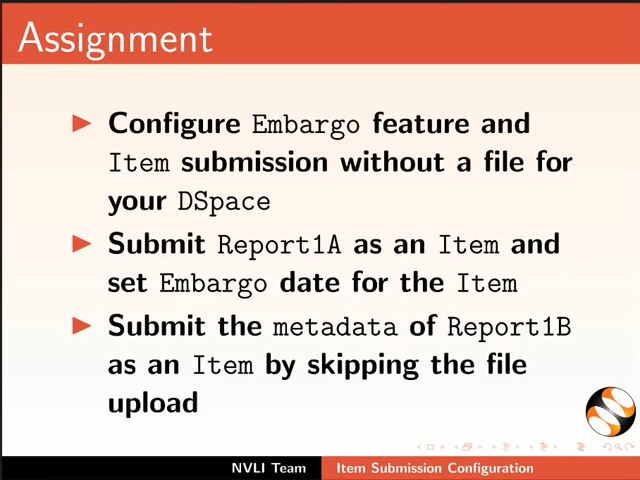 Assignment
Configure Embargo feature and
Item submission without a file for
your DSpace
Submit Report1A as an Item and
set Embargo date for the Item
Submit the metadata of Report1B
as an Item by skipping the file
upload
NVLI Team Item Submission Configuration